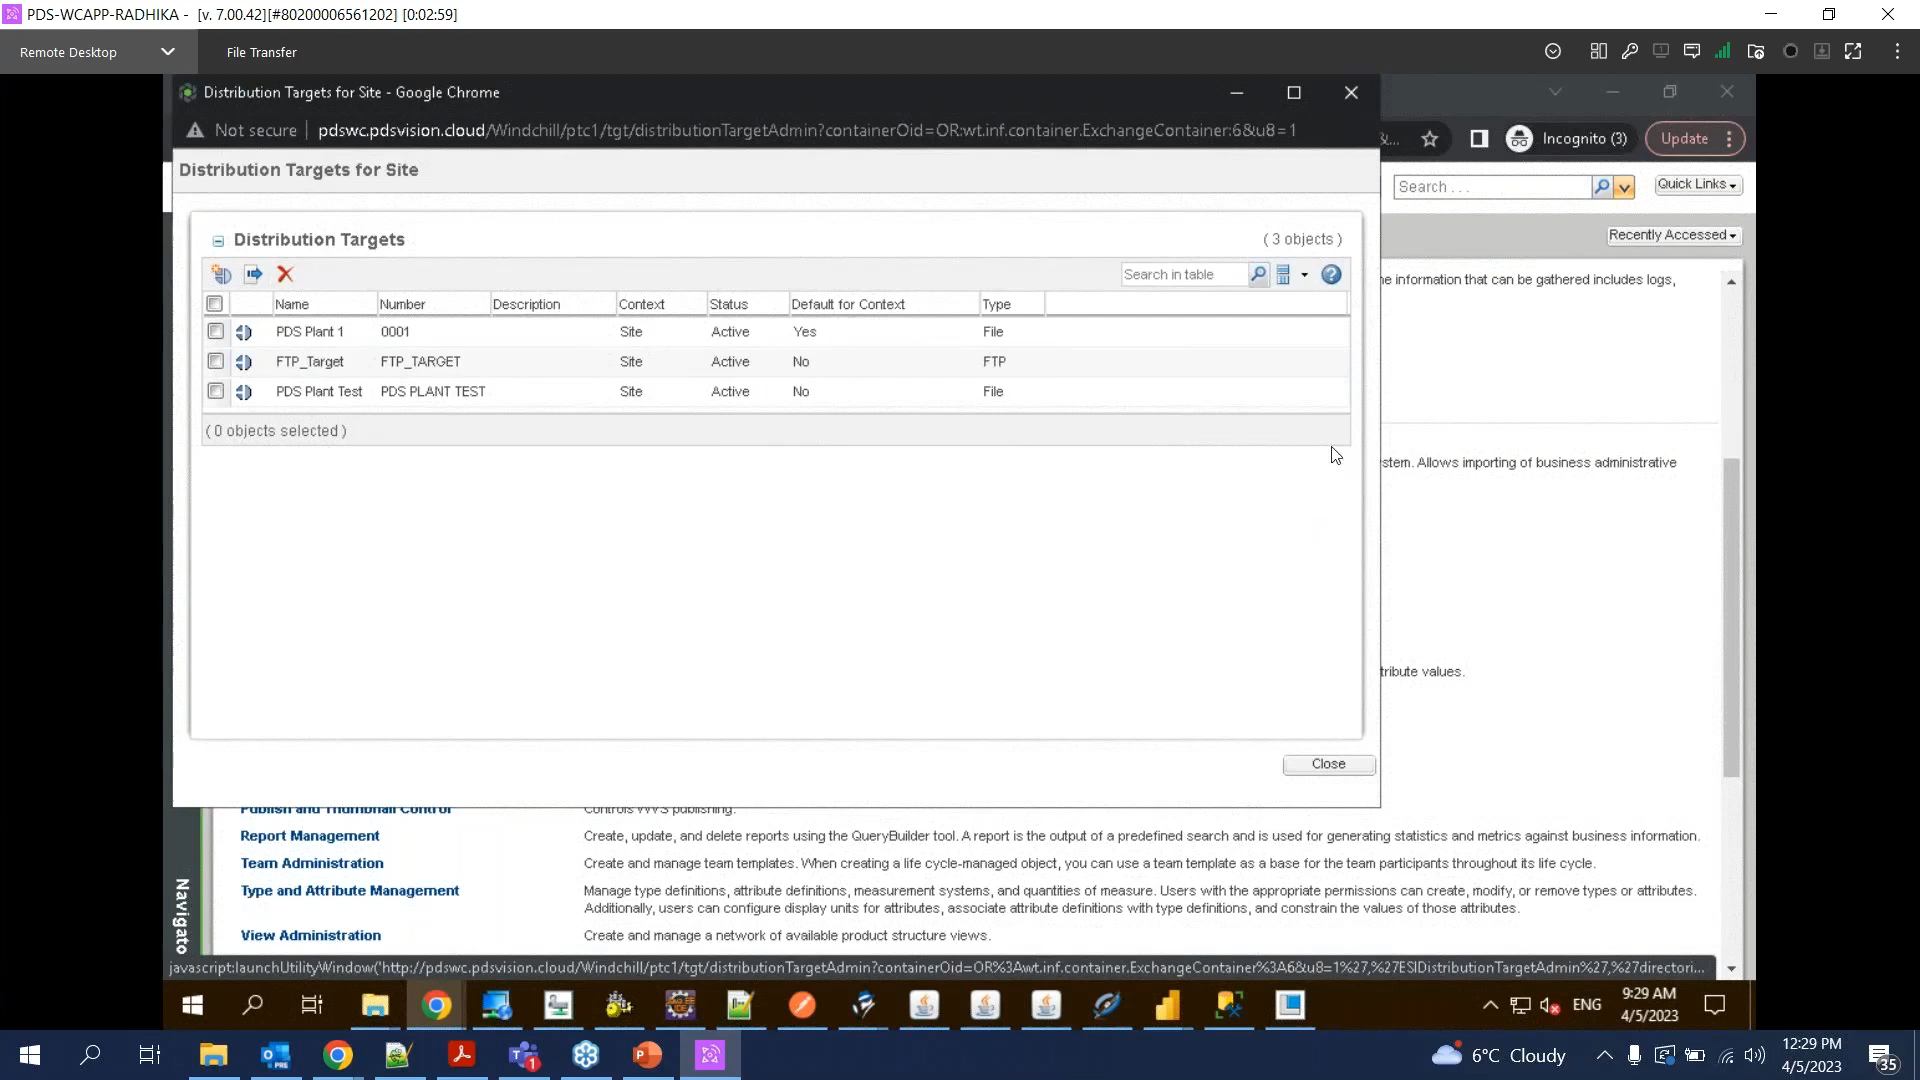 PDS-WCAPP-RADHIKA - [v. 7.00.42][#80200006561202] [0:02:59]
Remote Desktop
File Transfer
Distribution Targets for Site - Google Chrome
Not secure | pdswc.pdsvision.cloud/Windchill/ptc1/tgt/distributionTargetAdmin?containerOid=OR:wt.inf.container.ExchangeContainer:6&u8=1
&...
Incognito (3)
Update
Distribution Targets for Site
Search . . .
Quick Links
Recently Accessed
Distribution Targets
( 3 objects )
Search in table
Name Number Description Context Status Default for Context Type
PDS Plant 1 0001 Site Active Yes File
FTP_Target FTP_TARGET Site Active No FTP
PDS Plant Test PDS PLANT TEST Site Active No File
( 0 objects selected )
information that can be gathered includes logs,
Allows importing of business administrative
values.
Close
Publish and Thumbnail Control Controls WVS publishing.
Report Management Create, update, and delete reports using the QueryBuilder tool. A report is the output of a predefined search and is used for generating statistics and metrics against business information.
Team Administration Create and manage team templates. When creating a life cycle-managed object, you can use a team template as a base for the team participants throughout its life cycle.
Type and Attribute Management Manage type definitions, attribute definitions, measurement systems, and quantities of measure. Users with the appropriate permissions can create, modify, or remove types or attributes.
Additionally, users can configure display units for attributes, associate attribute definitions with type definitions, and constrain the values of those attributes.
View Administration Create and manage a network of available product structure views.
Navigato
javascript:launchUtilityWindow('http://pdswc.pdsvision.cloud/Windchill/ptc1/tgt/distributionTargetAdmin?containerOid=OR%3Awt.inf.container.ExchangeContainer%3A6&u8=1%27,%27ESIDistributionTargetAdmin%27,%27directori...
ENG
9:29 AM
4/5/2023
6°C Cloudy
12:29 PM
4/5/2023
35